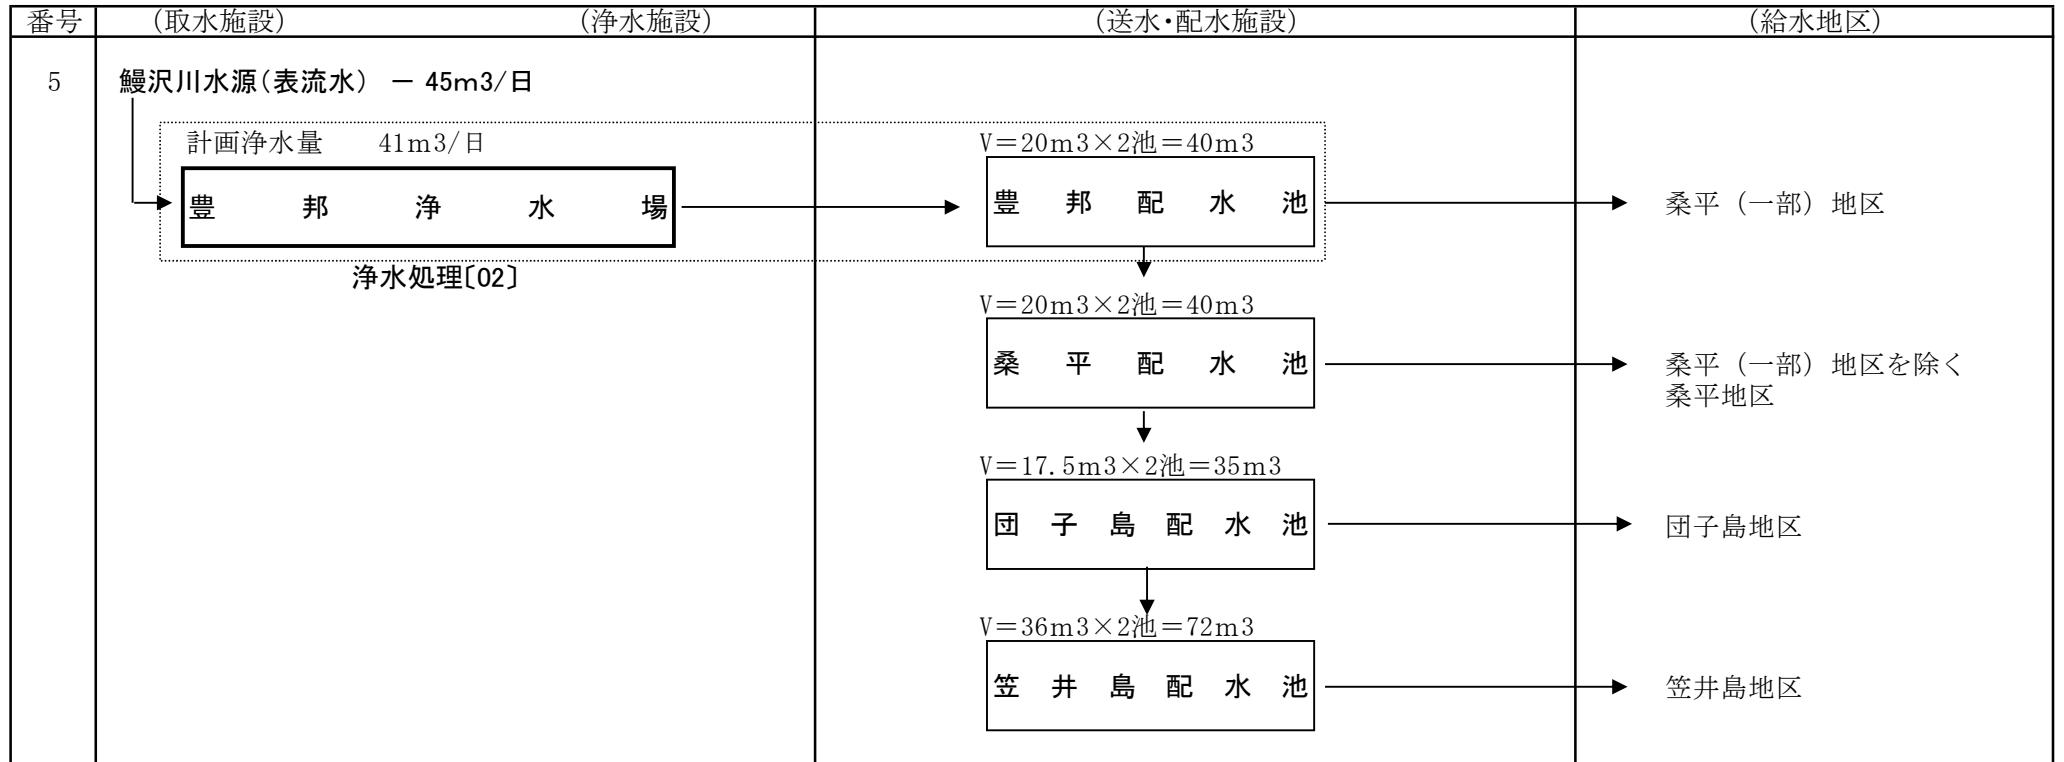 番号 (取水施設) (浄水施設) (送水・配水施設) (給水地区)
5 鰻沢川水源(表流水) － 45m3/日
計画浄水量 41m3/日 V＝20m3×2池＝40m3
豊邦浄水場 豊邦配水池 桑平（一部）地区
浄水処理〔02〕
V＝20m3×2池＝40m3
桑平配水池 桑平（一部）地区を除く
桑平地区
V＝17.5m3×2池＝35m3
団子島配水池 団子島地区
V＝36m3×2池＝72m3
笠井島配水池 笠井島地区